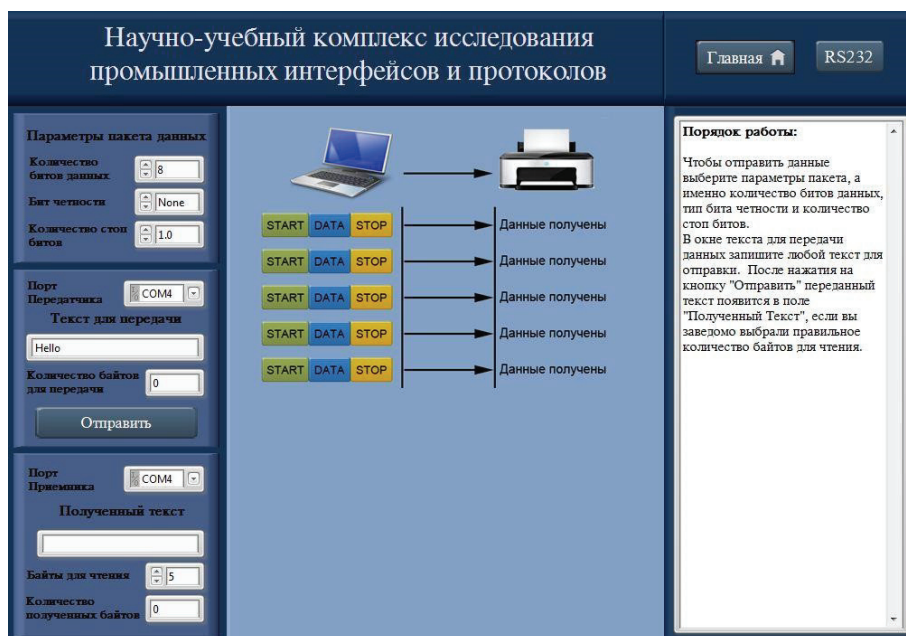 Научно-учебный комплекс исследования
промышленных интерфейсов и протоколов
Главная
RS232
Параметры пакета данных
Количество
битов данных
8
Бит четности
None
Количество стоп
битов
1.0
Порт
Передатчика
COM4
Текст для передачи
Hello
Количество байтов
для передачи
0
Отправить
Порт
Приемника
COM4
Полученный текст
Байты для чтения
5
Количество
полученных байтов
0
START DATA STOP
Данные получены
START DATA STOP
Данные получены
START DATA STOP
Данные получены
START DATA STOP
Данные получены
START DATA STOP
Данные получены
Порядок работы:
Чтобы отправить данные
выберите параметры пакета, а
именно количество битов данных,
тип бита четности и количество
стоп битов.
В окне текста для передачи
данных запишите любой текст для
отправки. После нажатия на
кнопку "Отправить" переданный
текст появится в поле
"Полученный Текст", если вы
заведомо выбрали правильное
количество байтов для чтения.